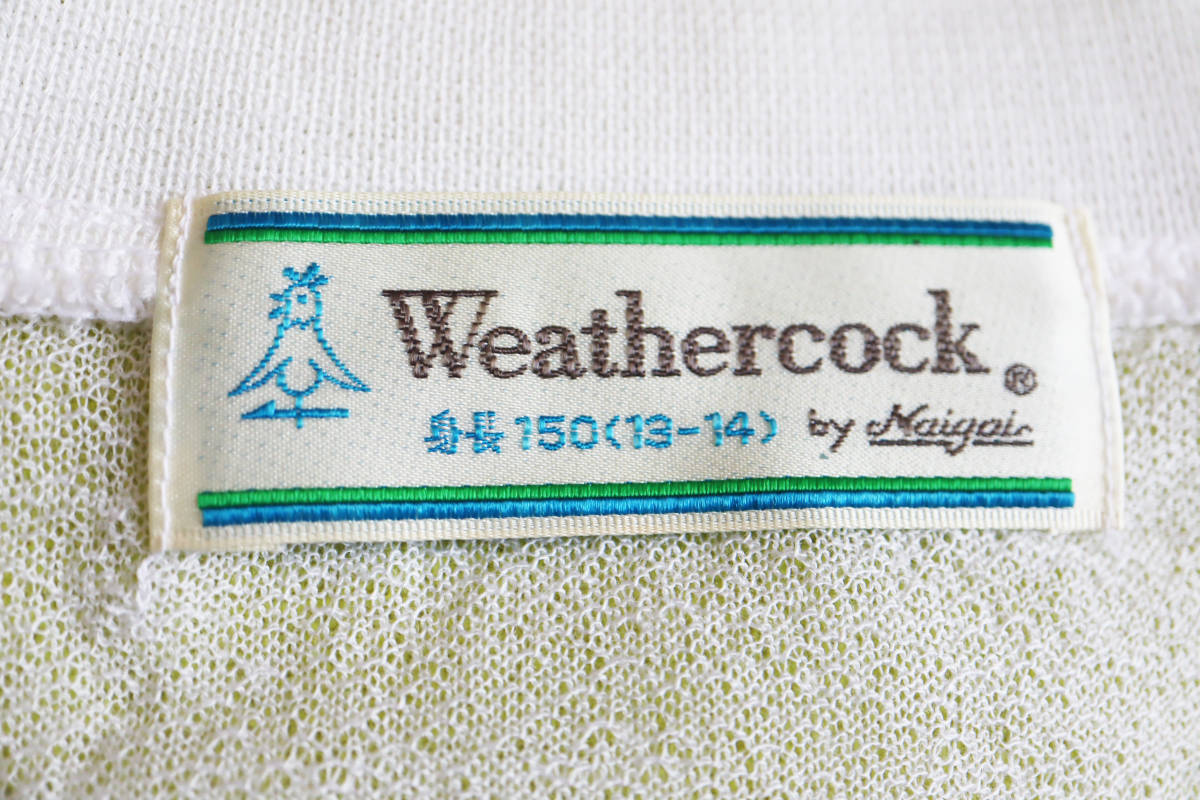 Weathercock®
身長150(13-14) by Naigai